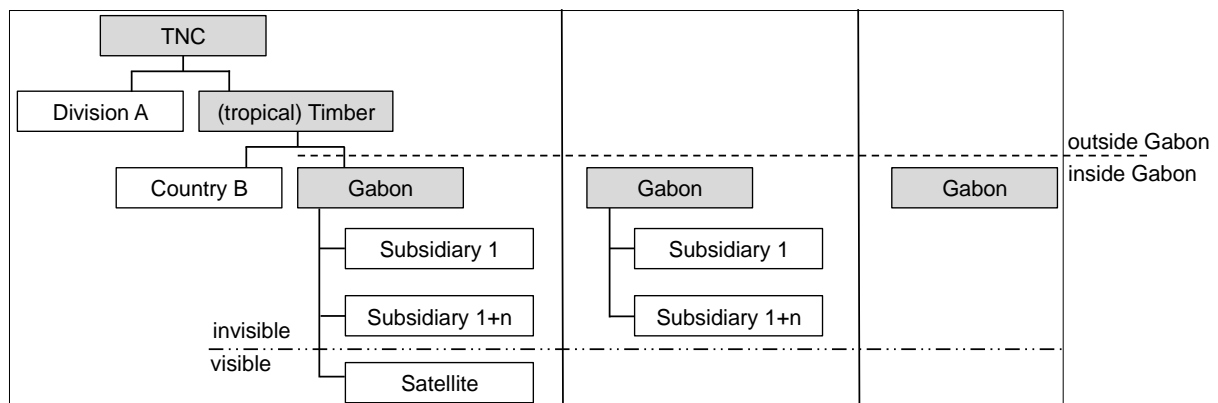 TNC
Division A
(tropical) Timber
outside Gabon
Country B
Gabon
Gabon
Gabon
inside Gabon
Subsidiary 1
Subsidiary 1
Subsidiary 1+n
Subsidiary 1+n
invisible
visible
Satellite